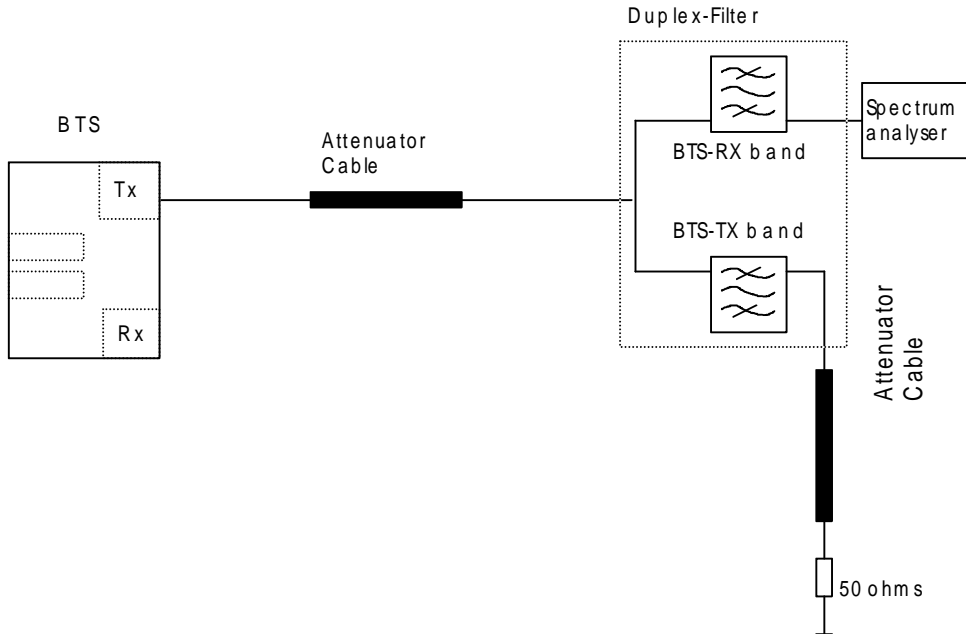 Duplex-Filter
BTS
Attenuator
Cable
Spectrum
analyser
BTS-RX band
Tx
BTS-TX band
Attenuator
Cable
Rx
50 ohms